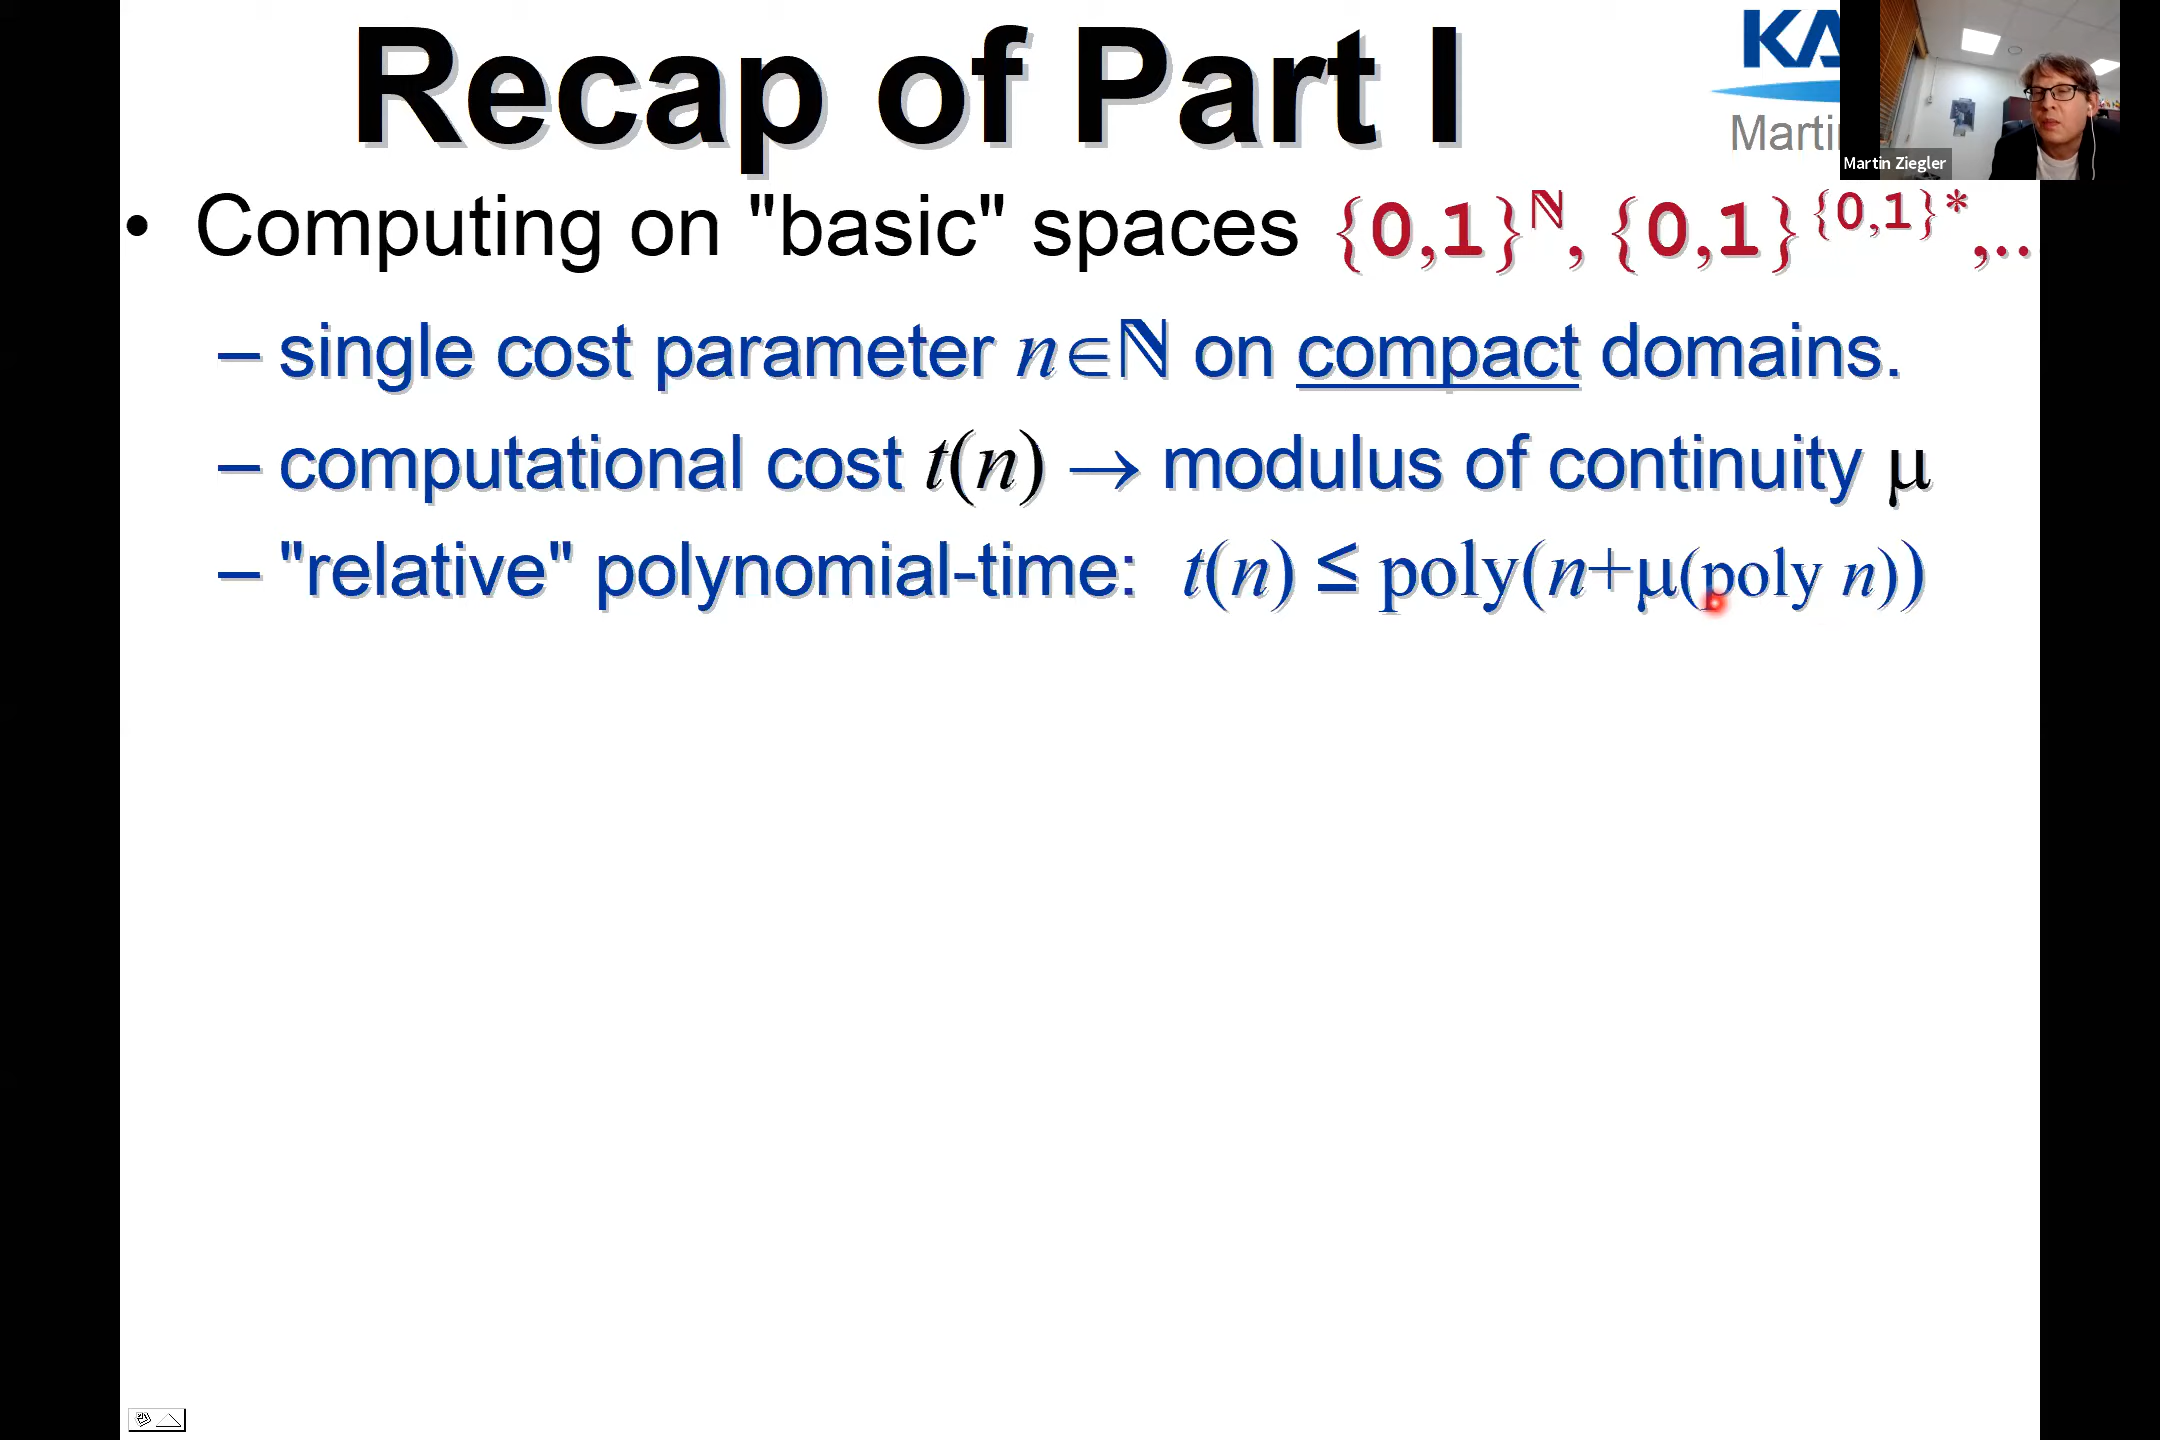 Recap of Part I
KA
Marti
Martin Ziegler
• Computing on "basic" spaces {0,1}^ℕ, {0,1}^{0,1}*,..
– single cost parameter n∈ℕ on compact domains.
– computational cost t(n) → modulus of continuity μ
– "relative" polynomial-time: t(n) ≤ poly(n+μ(poly n))